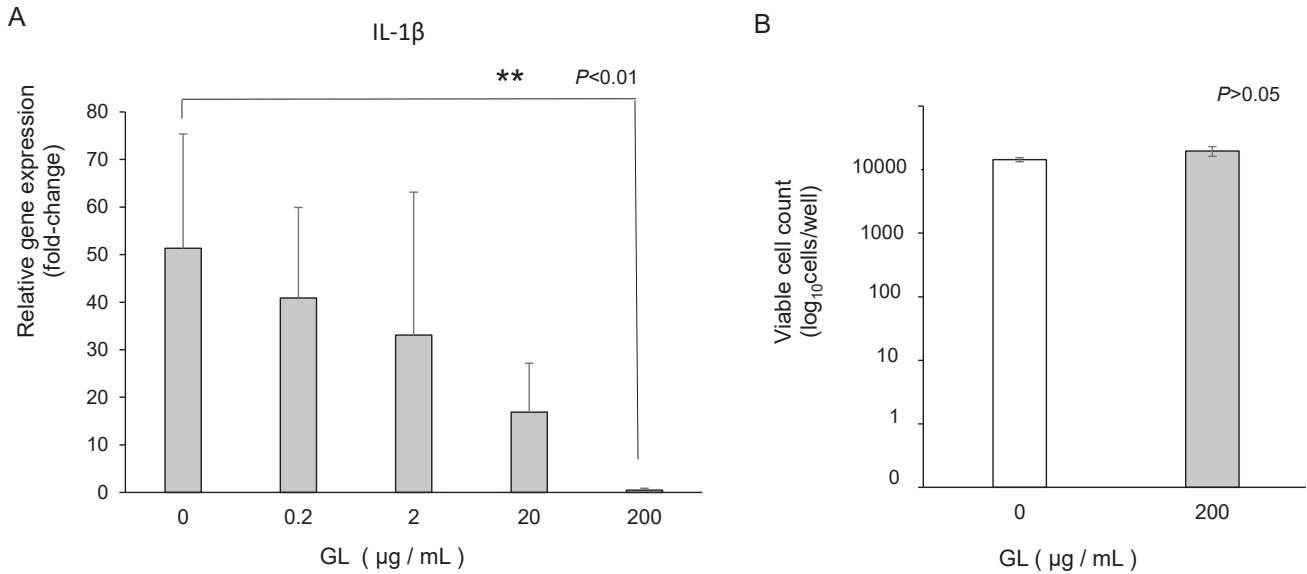 A
IL-1β
**
P<0.01
Relative gene expression
(fold-change)
80
70
60
50
40
30
20
10
0
0 0.2 2 20 200
GL ( μg / mL )
B
P>0.05
Viable cell count
(log₁₀cells/well)
10000
1000
100
10
1
0
0 200
GL ( μg / mL )